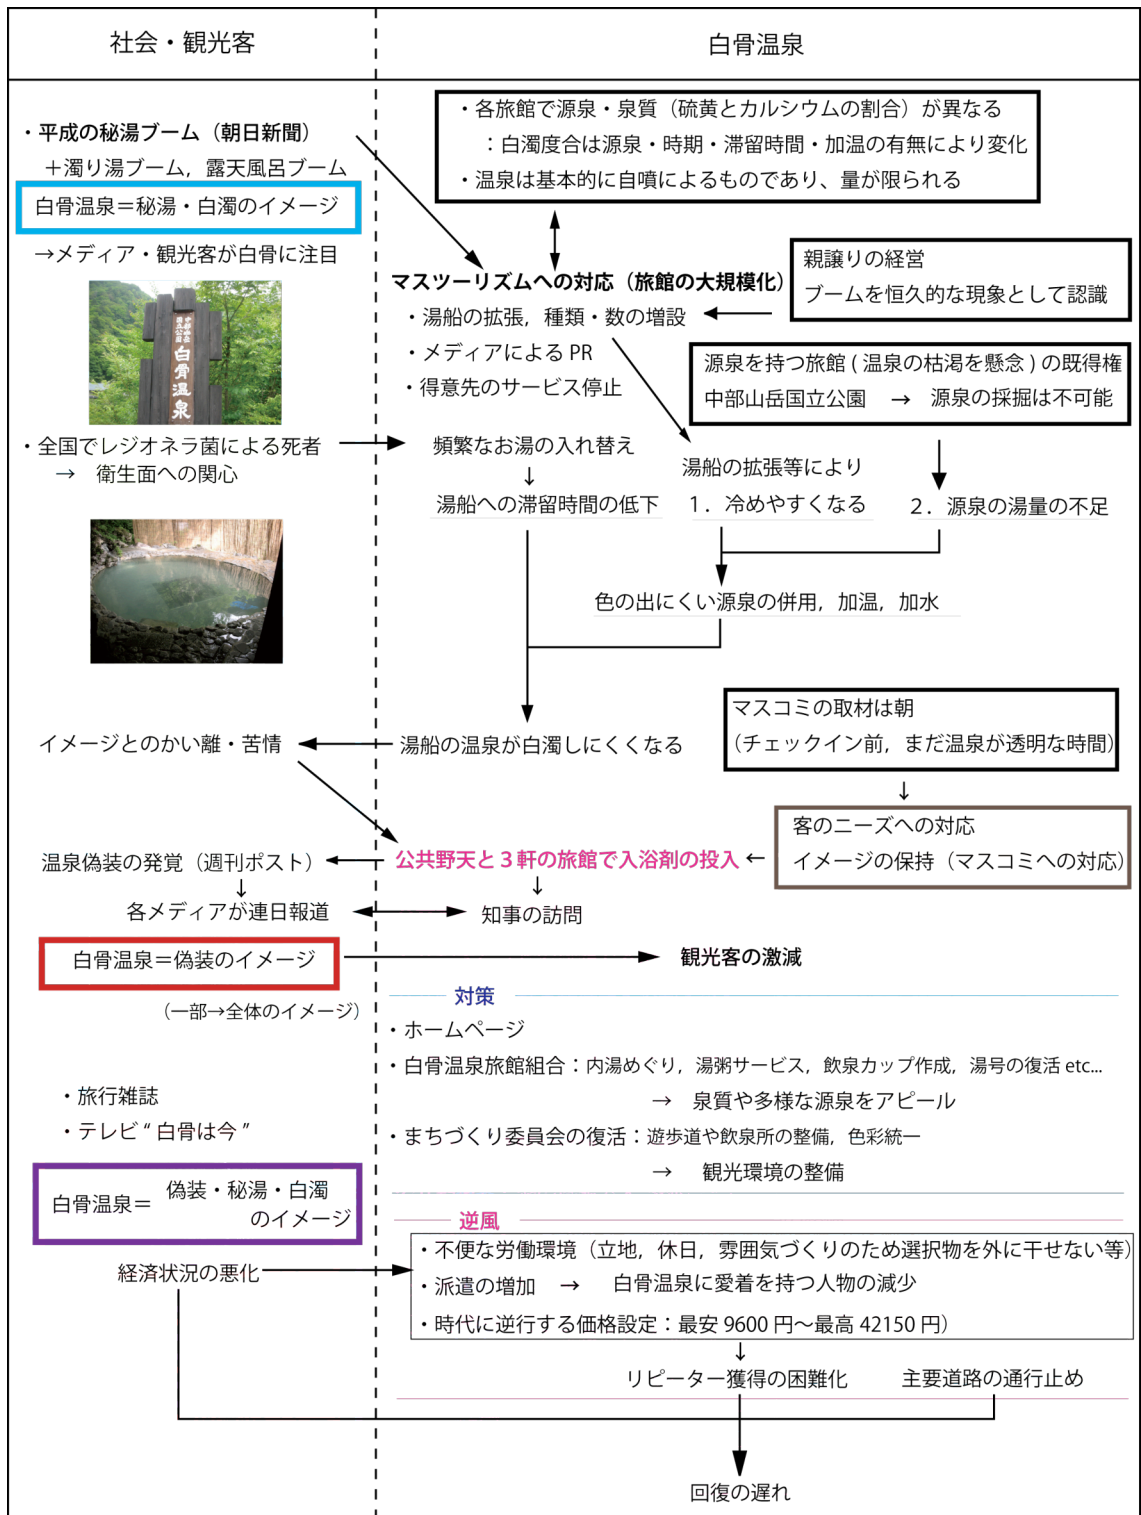 社会・観光客
白骨温泉
・平成の秘湯ブーム（朝日新聞）
＋濁り湯ブーム，露天風呂ブーム
白骨温泉＝秘湯・白濁のイメージ
→メディア・観光客が白骨に注目
・各旅館で源泉・泉質（硫黄とカルシウムの割合）が異なる
：白濁度合は源泉・時期・滞留時間・加温の有無により変化
・温泉は基本的に自噴によるものであり、量が限られる
マスツーリズムへの対応（旅館の大規模化）
・湯船の拡張，種類・数の増設
・メディアによる PR
・得意先のサービス停止
親譲りの経営
ブームを恒久的な現象として認識
源泉を持つ旅館 ( 温泉の枯渇を懸念 ) の既得権
中部山岳国立公園　→　源泉の採掘は不可能
中部山岳
国立公園
白骨温泉
・全国でレジオネラ菌による死者
→　衛生面への関心
頻繁なお湯の入れ替え
↓
湯船への滞留時間の低下
湯船の拡張等により
１．冷めやすくなる
２．源泉の湯量の不足
色の出にくい源泉の併用，加温，加水
マスコミの取材は朝
（チェックイン前，まだ温泉が透明な時間）
↓
イメージとのかい離・苦情
湯船の温泉が白濁しにくくなる
客のニーズへの対応
イメージの保持（マスコミへの対応）
温泉偽装の発覚（週刊ポスト）
公共野天と３軒の旅館で入浴剤の投入　←
↓
↓
各メディアが連日報道
知事の訪問
白骨温泉＝偽装のイメージ
観光客の激減
（一部→全体のイメージ）
対策
・ホームページ
・白骨温泉旅館組合：内湯めぐり，湯粥サービス，飲泉カップ作成，湯号の復活 etc...
→　泉質や多様な源泉をアピール
・まちづくり委員会の復活：遊歩道や飲泉所の整備，色彩統一
→　観光環境の整備
・旅行雑誌
・テレビ “ 白骨は今 ”
白骨温泉＝　偽装・秘湯・白濁
のイメージ
逆風
・不便な労働環境（立地，休日，雰囲気づくりのため選択物を外に干せない等）
・派遣の増加　→　白骨温泉に愛着を持つ人物の減少
・時代に逆行する価格設定：最安 9600 円～最高 42150 円）
経済状況の悪化
↓
リピーター獲得の困難化
主要道路の通行止め
回復の遅れ